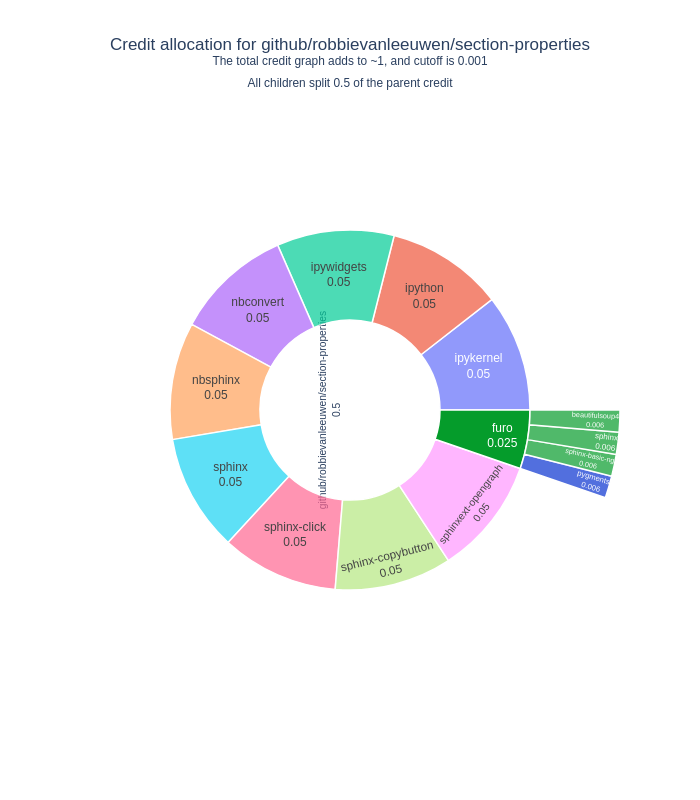 Credit allocation for github/robbievanleeuwen/section-properties
The total credit graph adds to ~1, and cutoff is 0.001
All children split 0.5 of the parent credit
ipywidgets
0.05
ipython
0.05
nbconvert
0.05
ipykernel
0.05
nbsphinx
0.05
github/robbievanleeuwen/section-properties
0.5
furo
0.025
beautifulsoup4
0.006
sphinx
0.006
sphinx-basic-ng
0.006
pygments
0.006
sphinx
0.05
sphinxext-opengraph
0.05
sphinx-click
0.05
sphinx-copybutton
0.05